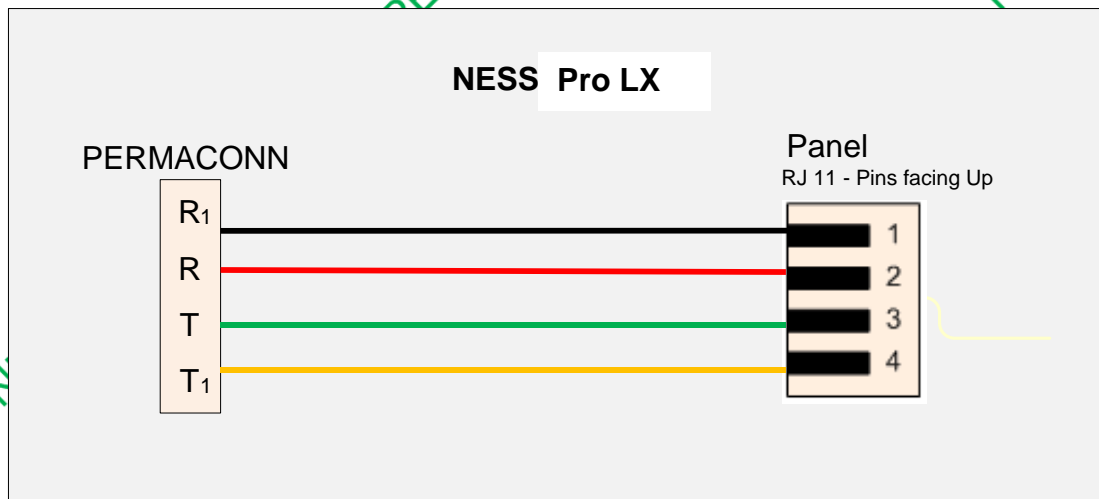 NESS Pro LX
PERMACONN
Panel
RJ 11 - Pins facing Up
R1
R
T
T1
1
2
3
4